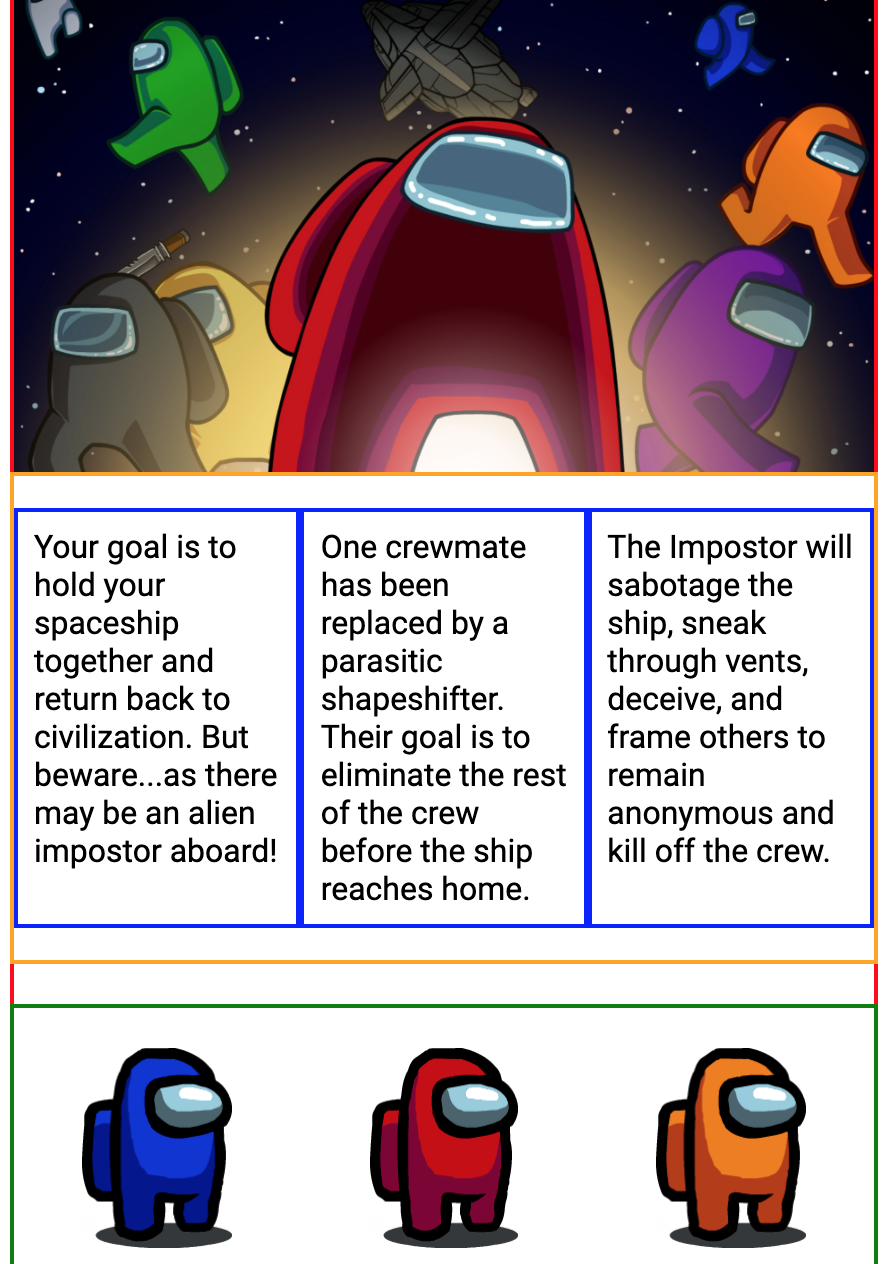 Your goal is to
hold your
spaceship
together and
return back to
civilization. But
beware...as there
may be an alien
impostor aboard!
One crewmate
has been
replaced by a
parasitic
shapeshifter.
Their goal is to
eliminate the rest
of the crew
before the ship
reaches home.
The Impostor will
sabotage the
ship, sneak
through vents,
deceive, and
frame others to
remain
anonymous and
kill off the crew.